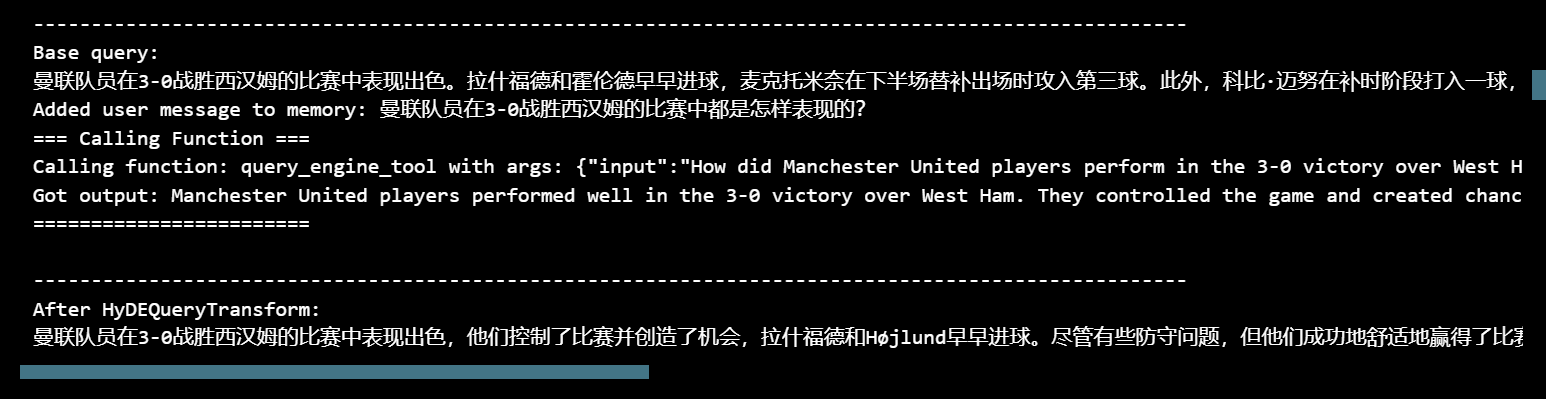 ----------------------------------------------------------------------------------------------------
Base query:
曼联队员在3-0战胜西汉姆的比赛中表现出色。拉什福德和霍伦德早早进球，麦克托米奈在下半场替补出场时攻入第三球。此外，科比·迈努在补时阶段打入一球，
Added user message to memory: 曼联队员在3-0战胜西汉姆的比赛中都是怎样表现的？
=== Calling Function ===
Calling function: query_engine_tool with args: {"input":"How did Manchester United players perform in the 3-0 victory over West H
Got output: Manchester United players performed well in the 3-0 victory over West Ham. They controlled the game and created chanc
========================
----------------------------------------------------------------------------------------------------
After HyDEQueryTransform:
曼联队员在3-0战胜西汉姆的比赛中表现出色，他们控制了比赛并创造了机会，拉什福德和Højlund早早进球。尽管有些防守问题，但他们成功地舒适地赢得了比赛